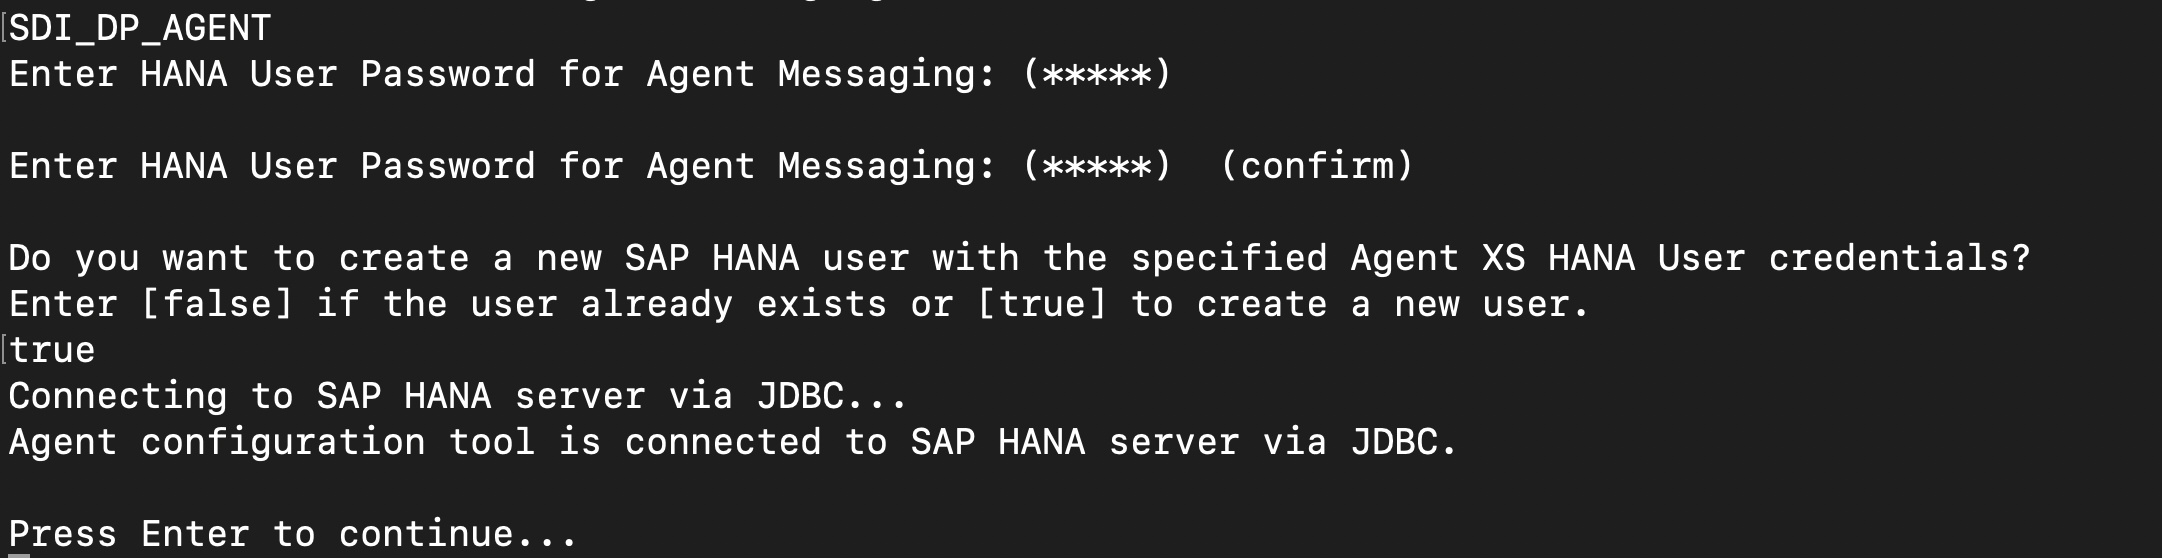 SDI_DP_AGENT
Enter HANA User Password for Agent Messaging: (*****)
Enter HANA User Password for Agent Messaging: (*****)  (confirm)
Do you want to create a new SAP HANA user with the specified Agent XS HANA User credentials?
Enter [false] if the user already exists or [true] to create a new user.
true
Connecting to SAP HANA server via JDBC...
Agent configuration tool is connected to SAP HANA server via JDBC.
Press Enter to continue...